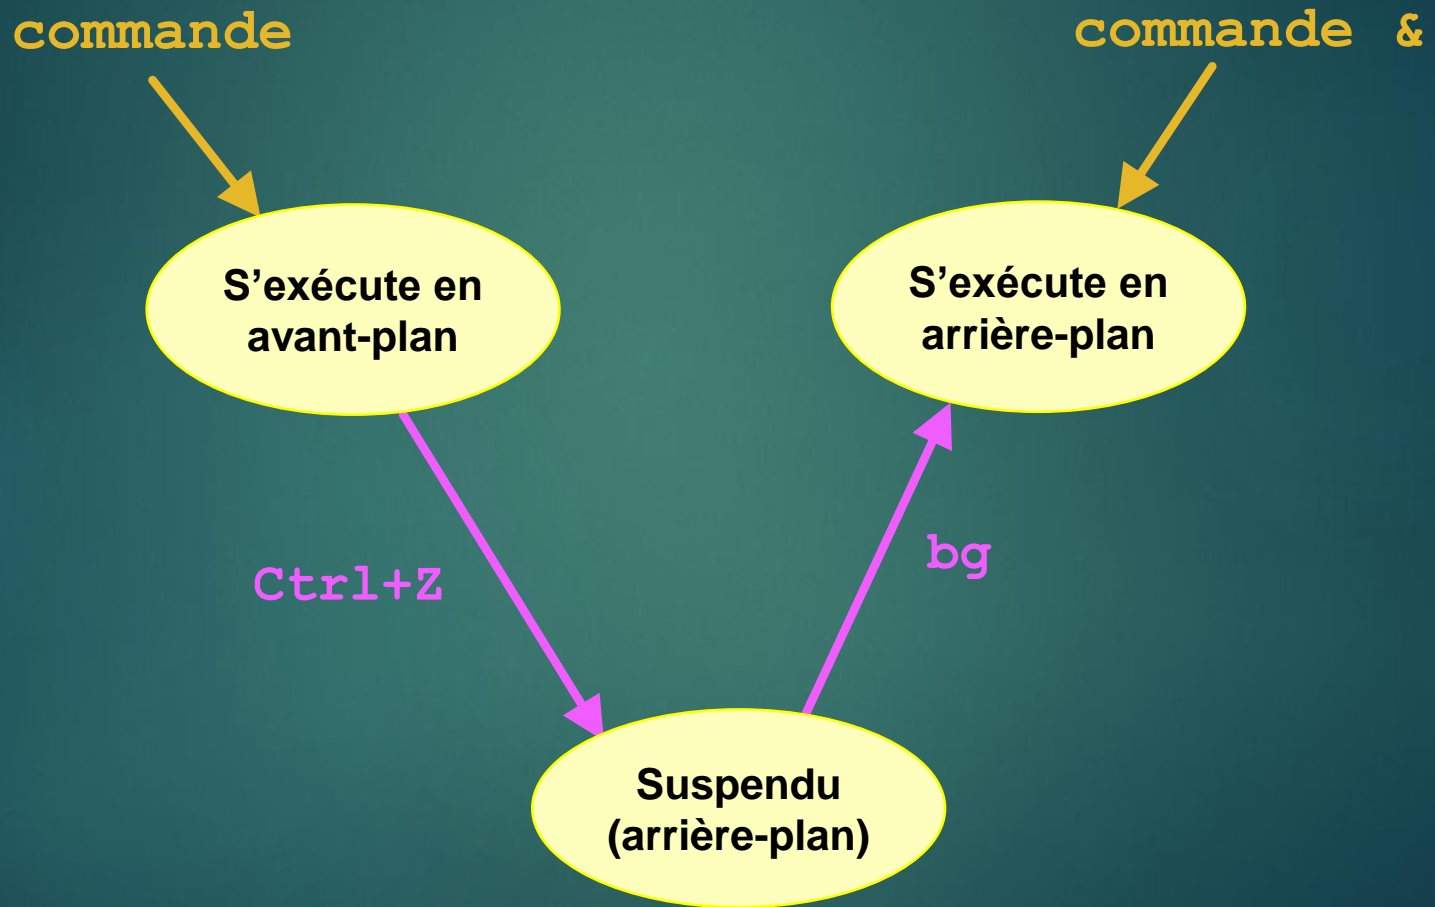 commande
commande &
S’exécute en
avant-plan
S’exécute en
arrière-plan
Ctrl+Z
bg
Suspendu
(arrière-plan)